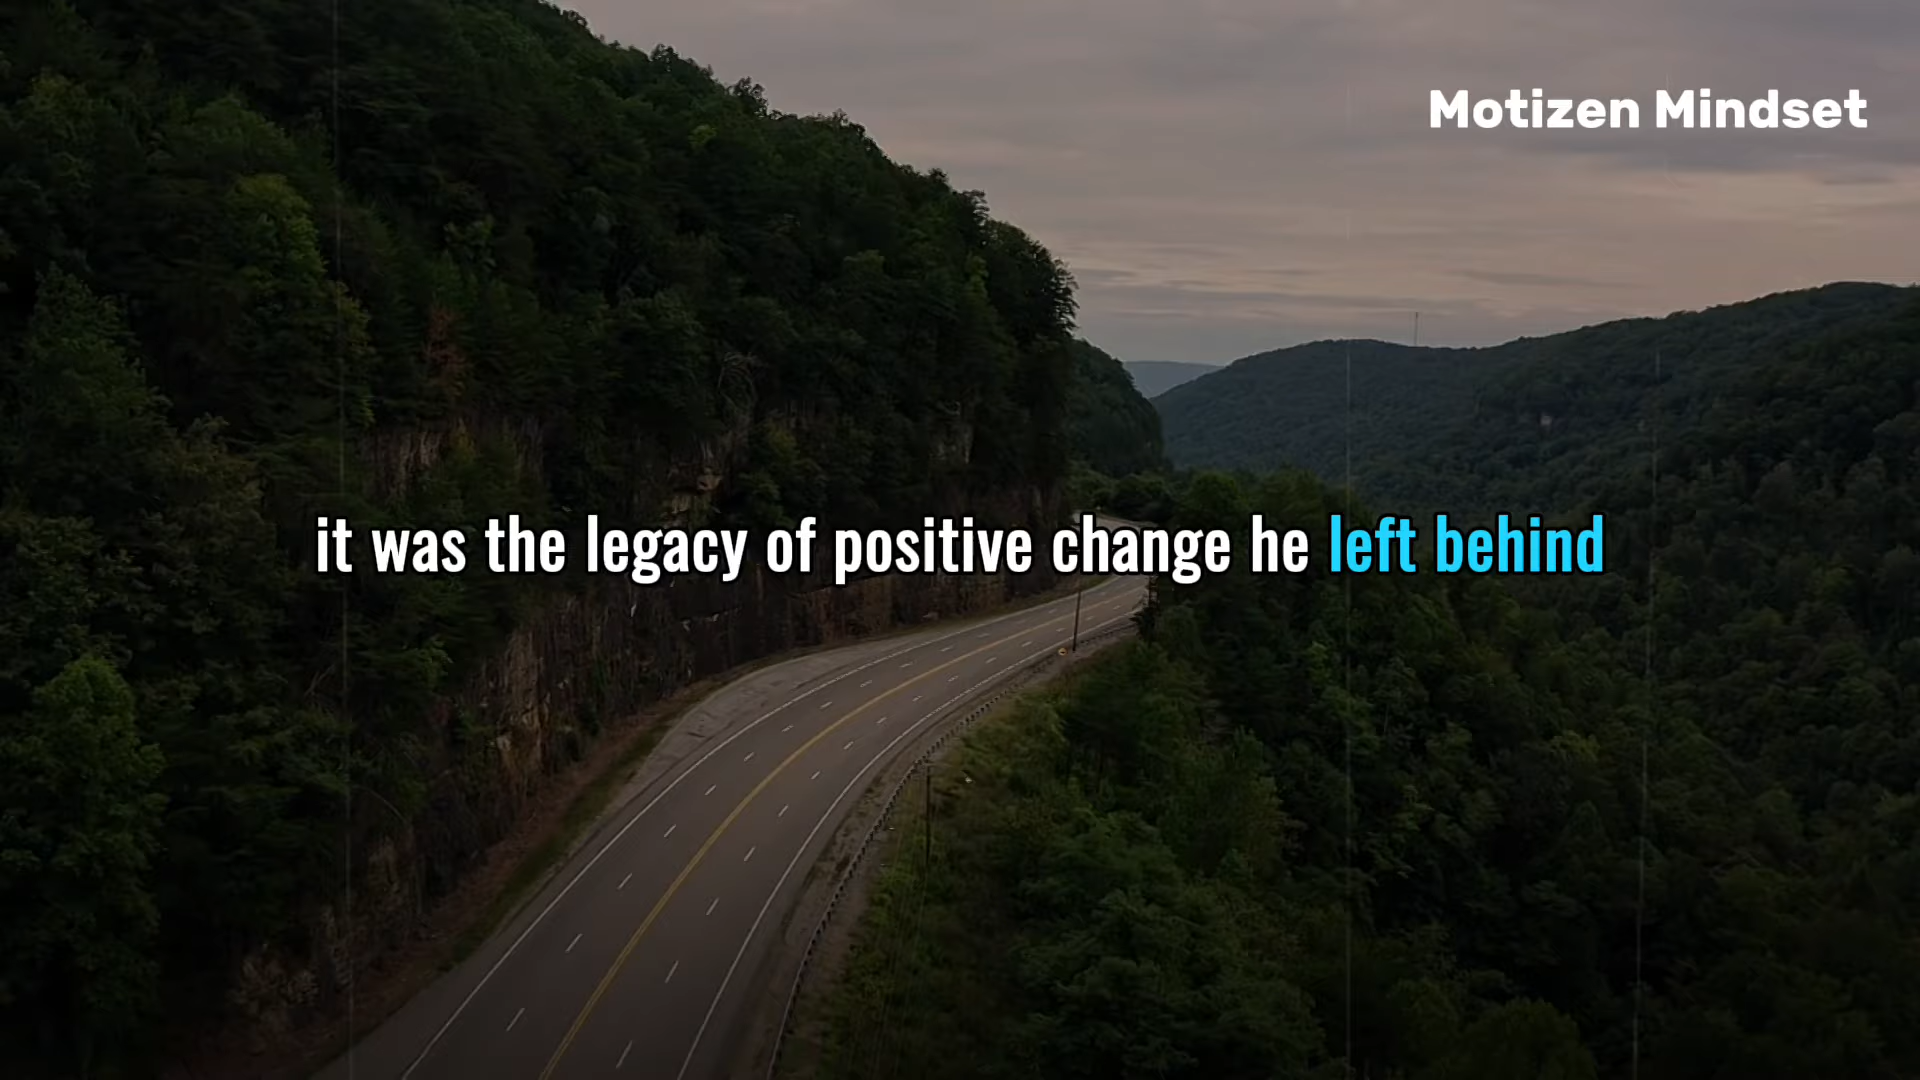 Motizen Mindset
it was the legacy of positive change he left behind